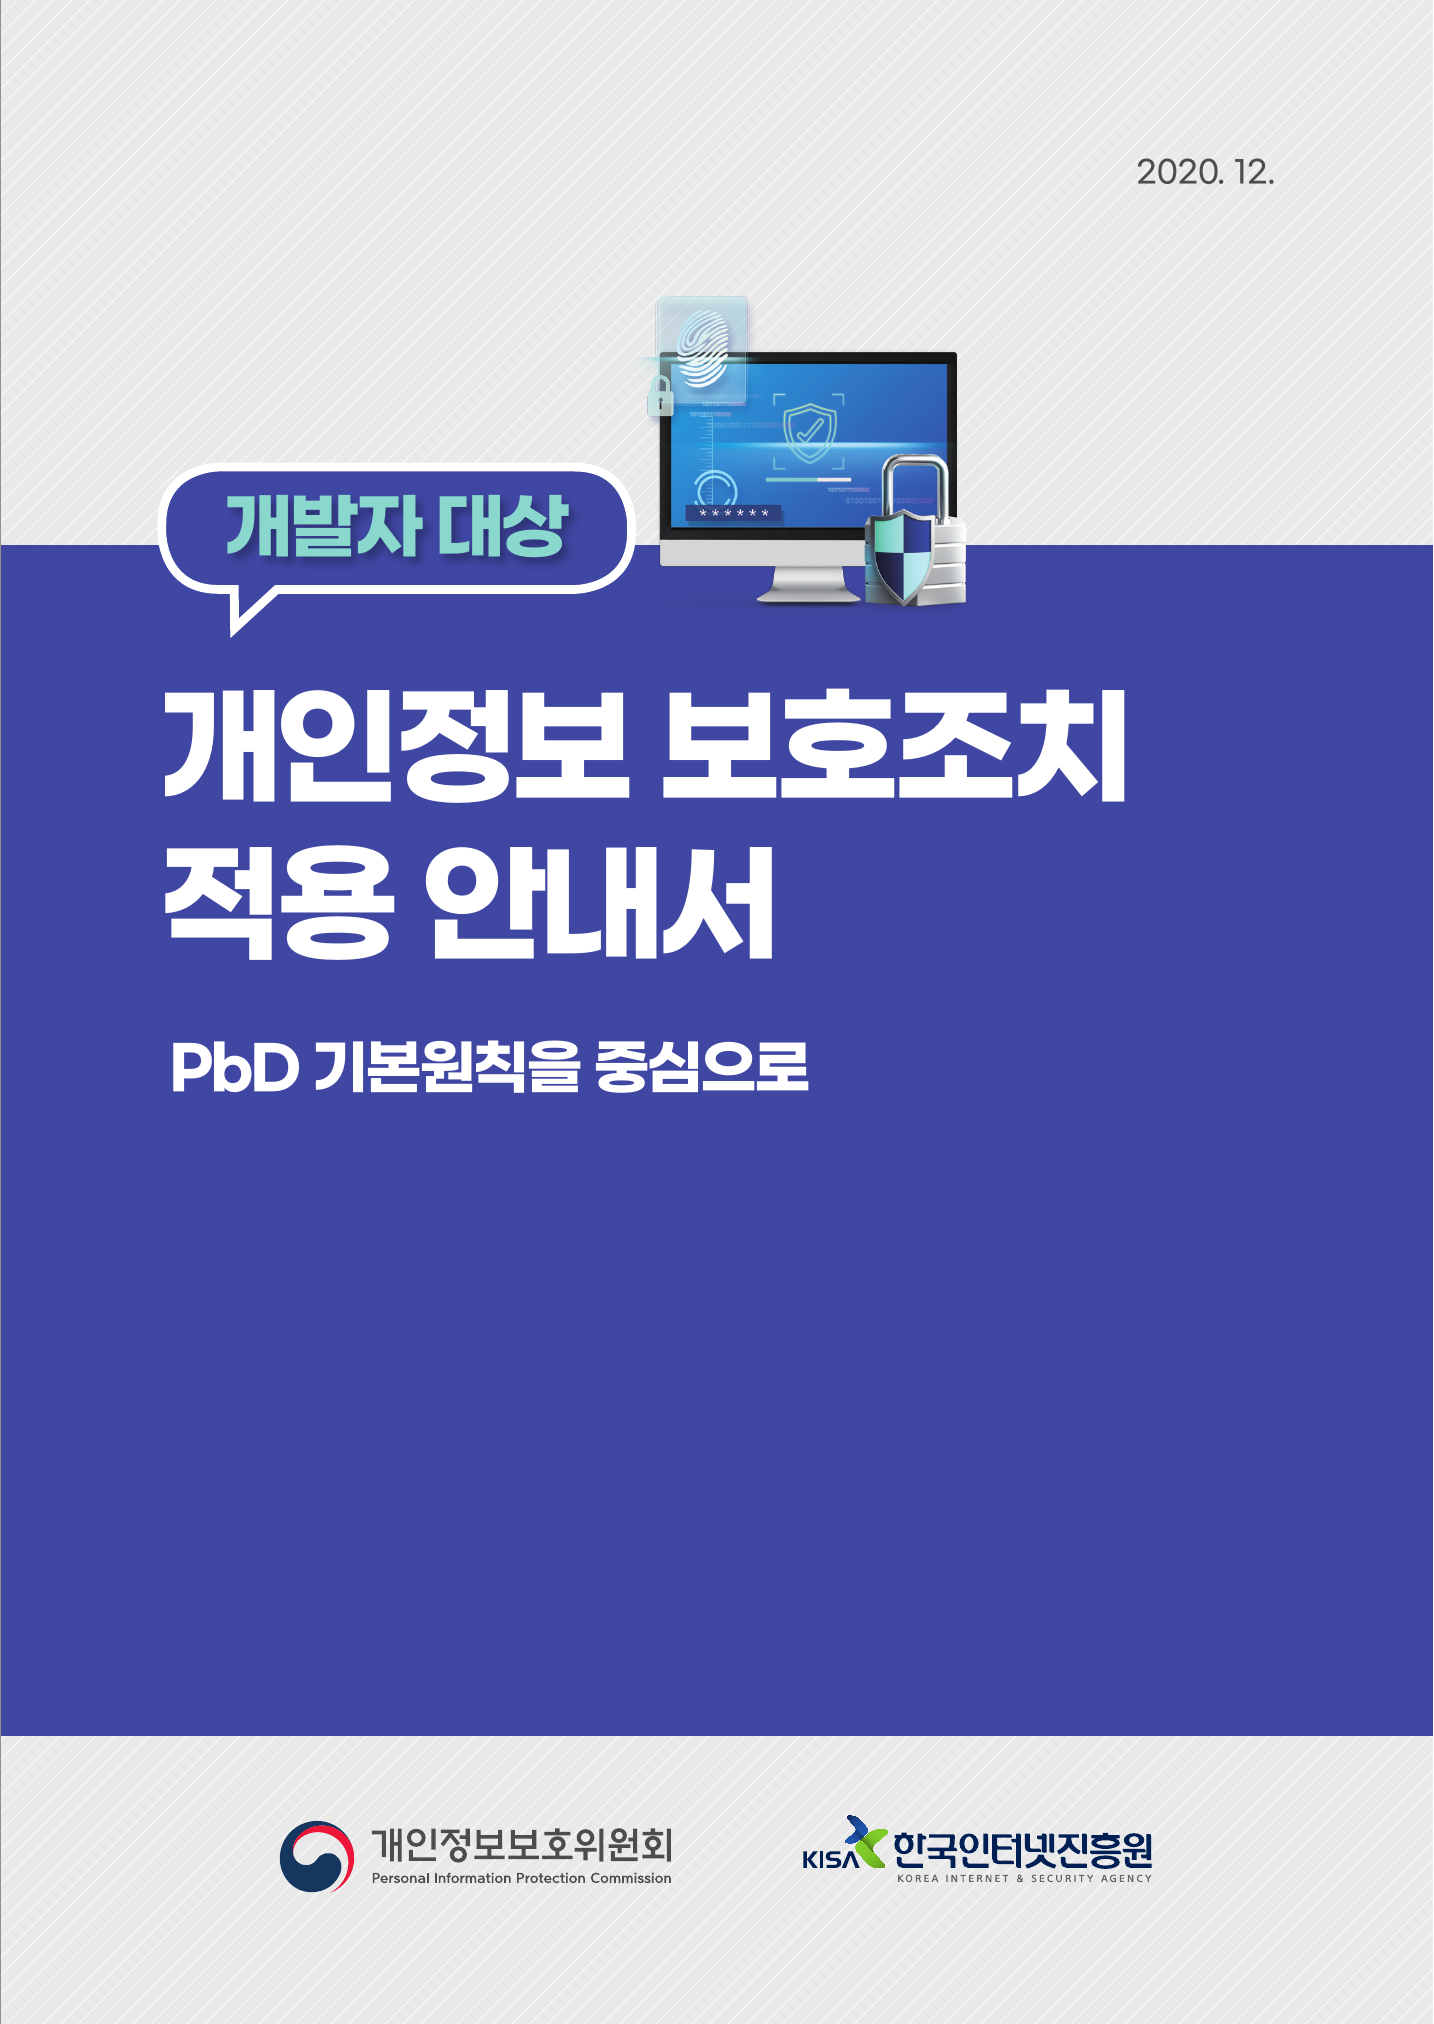 2020. 12.
******
개발자 대상
개인정보 보호조치
적용 안내서
PbD 기본원칙을 중심으로
개인정보보호위원회
Personal Information Protection Commission
KISA 한국인터넷진흥원
KOREA INTERNET & SECURITY AGENCY